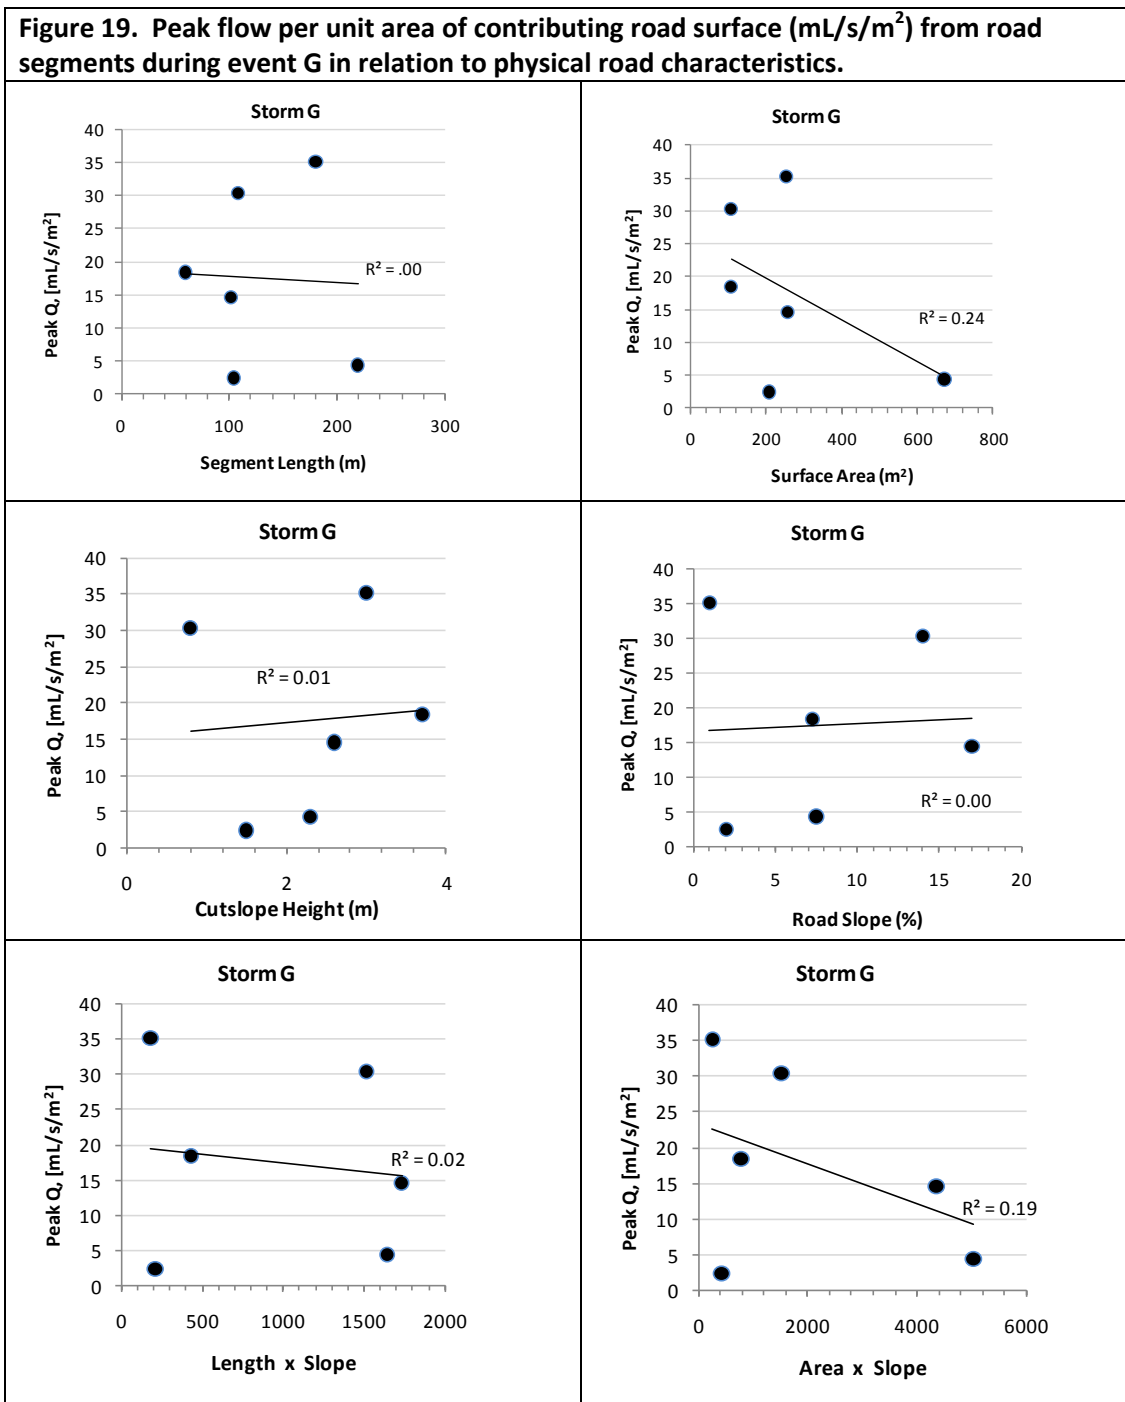 Figure 19.  Peak flow per unit area of contributing road surface (mL/s/m²) from road
segments during event G in relation to physical road characteristics.
Storm G
40
35
30
25
20
15
10
5
0
Peak Q, [mL/s/m²]
R² = .00
0 100 200 300
Segment Length (m)
Storm G
40
35
30
25
20
15
10
5
0
Peak Q, [mL/s/m²]
R² = 0.24
0 200 400 600 800
Surface Area (m²)
Storm G
40
35
30
25
20
15
10
5
0
Peak Q, [mL/s/m²]
R² = 0.01
0 2 4
Cutslope Height (m)
Storm G
40
35
30
25
20
15
10
5
0
Peak Q, [mL/s/m²]
R² = 0.00
0 5 10 15 20
Road Slope (%)
Storm G
40
35
30
25
20
15
10
5
0
Peak Q, [mL/s/m²]
R² = 0.02
0 500 1000 1500 2000
Length x Slope
Storm G
40
35
30
25
20
15
10
5
0
Peak Q, [mL/s/m²]
R² = 0.19
0 2000 4000 6000
Area x Slope